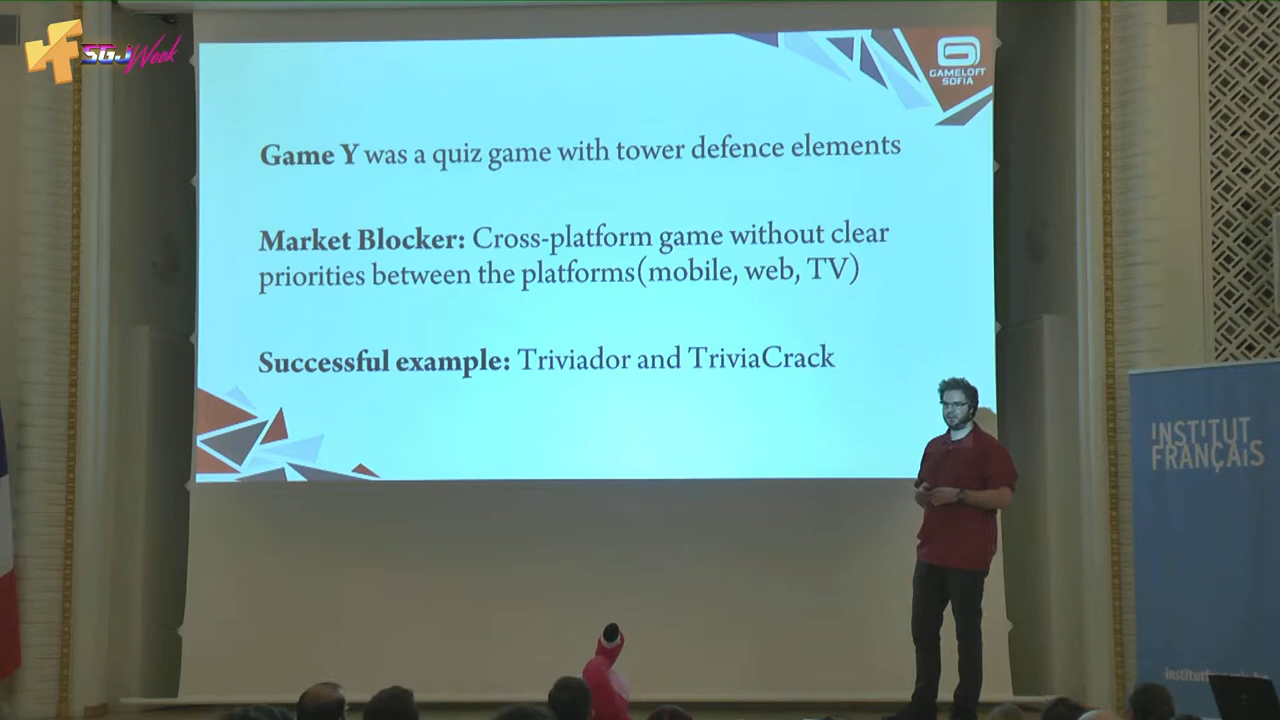 SGJ Week
GAMELOFT
SOFIA
Game Y was a quiz game with tower defence elements
Market Blocker: Cross-platform game without clear
priorities between the platforms(mobile, web, TV)
Successful example: Triviador and TriviaCrack
INSTITUT
FRANÇAIS